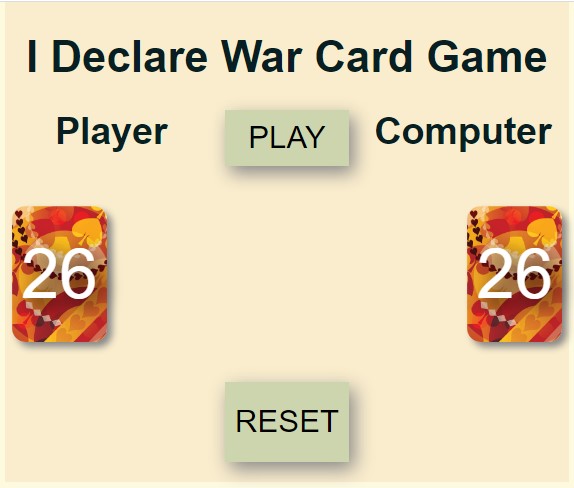 I Declare War Card Game
Player
PLAY
Computer
26
26
RESET